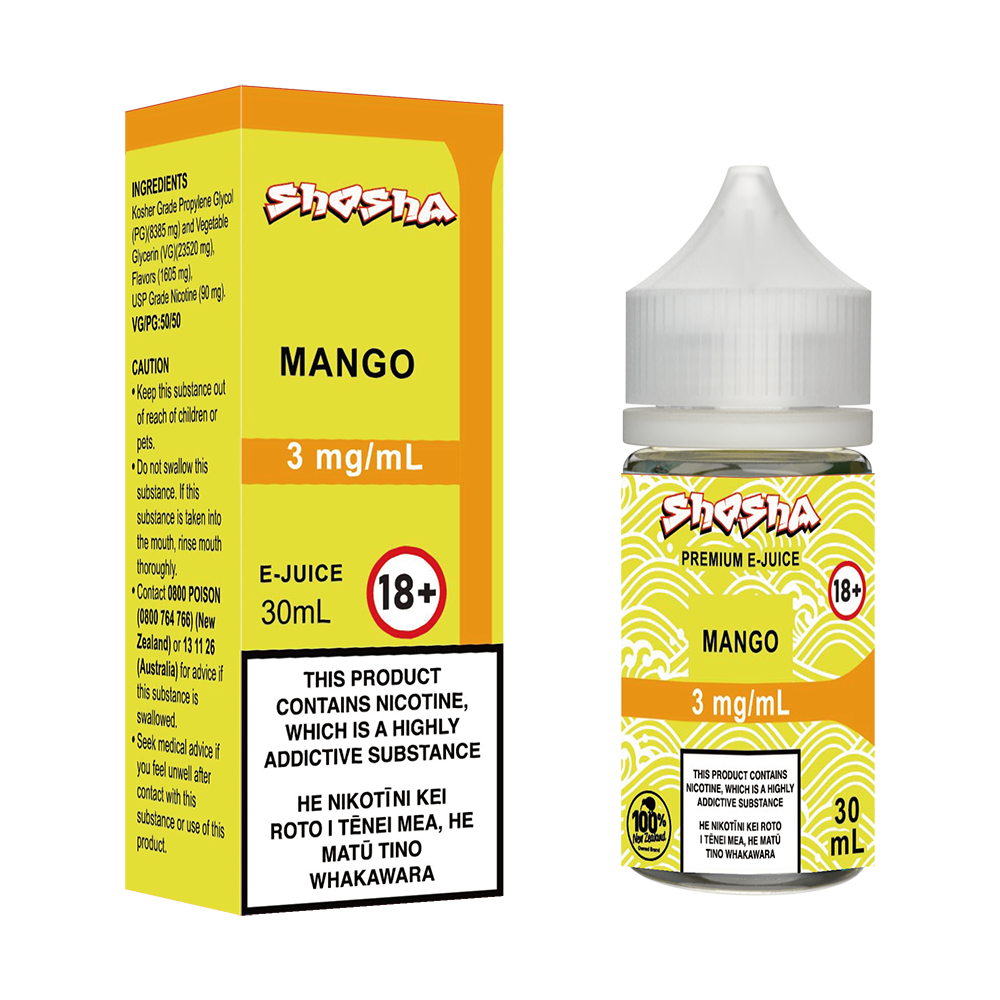 INGREDIENTS
Kosher Grade Propylene Glycol
(PG)(8385 mg) and Vegetable
Glycerin (VG)(23520 mg),
Flavors (1605 mg),
USP Grade Nicotine (90 mg).
VG/PG:50/50
CAUTION
• Keep this substance out
of reach of children or
pets.
• Do not swallow this
substance. If this
substance is taken into
the mouth, rinse mouth
thoroughly.
• Contact 0800 POISON
(0800 764 766) (New
Zealand) or 13 11 26
(Australia) for advice if
this substance is
swallowed.
• Seek medical advice if
you feel unwell after
contact with this
substance or use of this
product.
Shosha
MANGO
3 mg/mL
E-JUICE
30mL
18+
THIS PRODUCT
CONTAINS NICOTINE,
WHICH IS A HIGHLY
ADDICTIVE SUBSTANCE
HE NIKOTĪNI KEI
ROTO I TĒNEI MEA, HE
MATŪ TINO
WHAKAWARA
Shosha
PREMIUM E-JUICE
18+
MANGO
3 mg/mL
THIS PRODUCT CONTAINS
NICOTINE, WHICH IS A HIGHLY
ADDICTIVE SUBSTANCE
HE NIKOTĪNI KEI ROTO
I TĒNEI MEA, HE MATŪ
TINO WHAKAWARA
100%
New Zealand
Owned Brand
30
mL